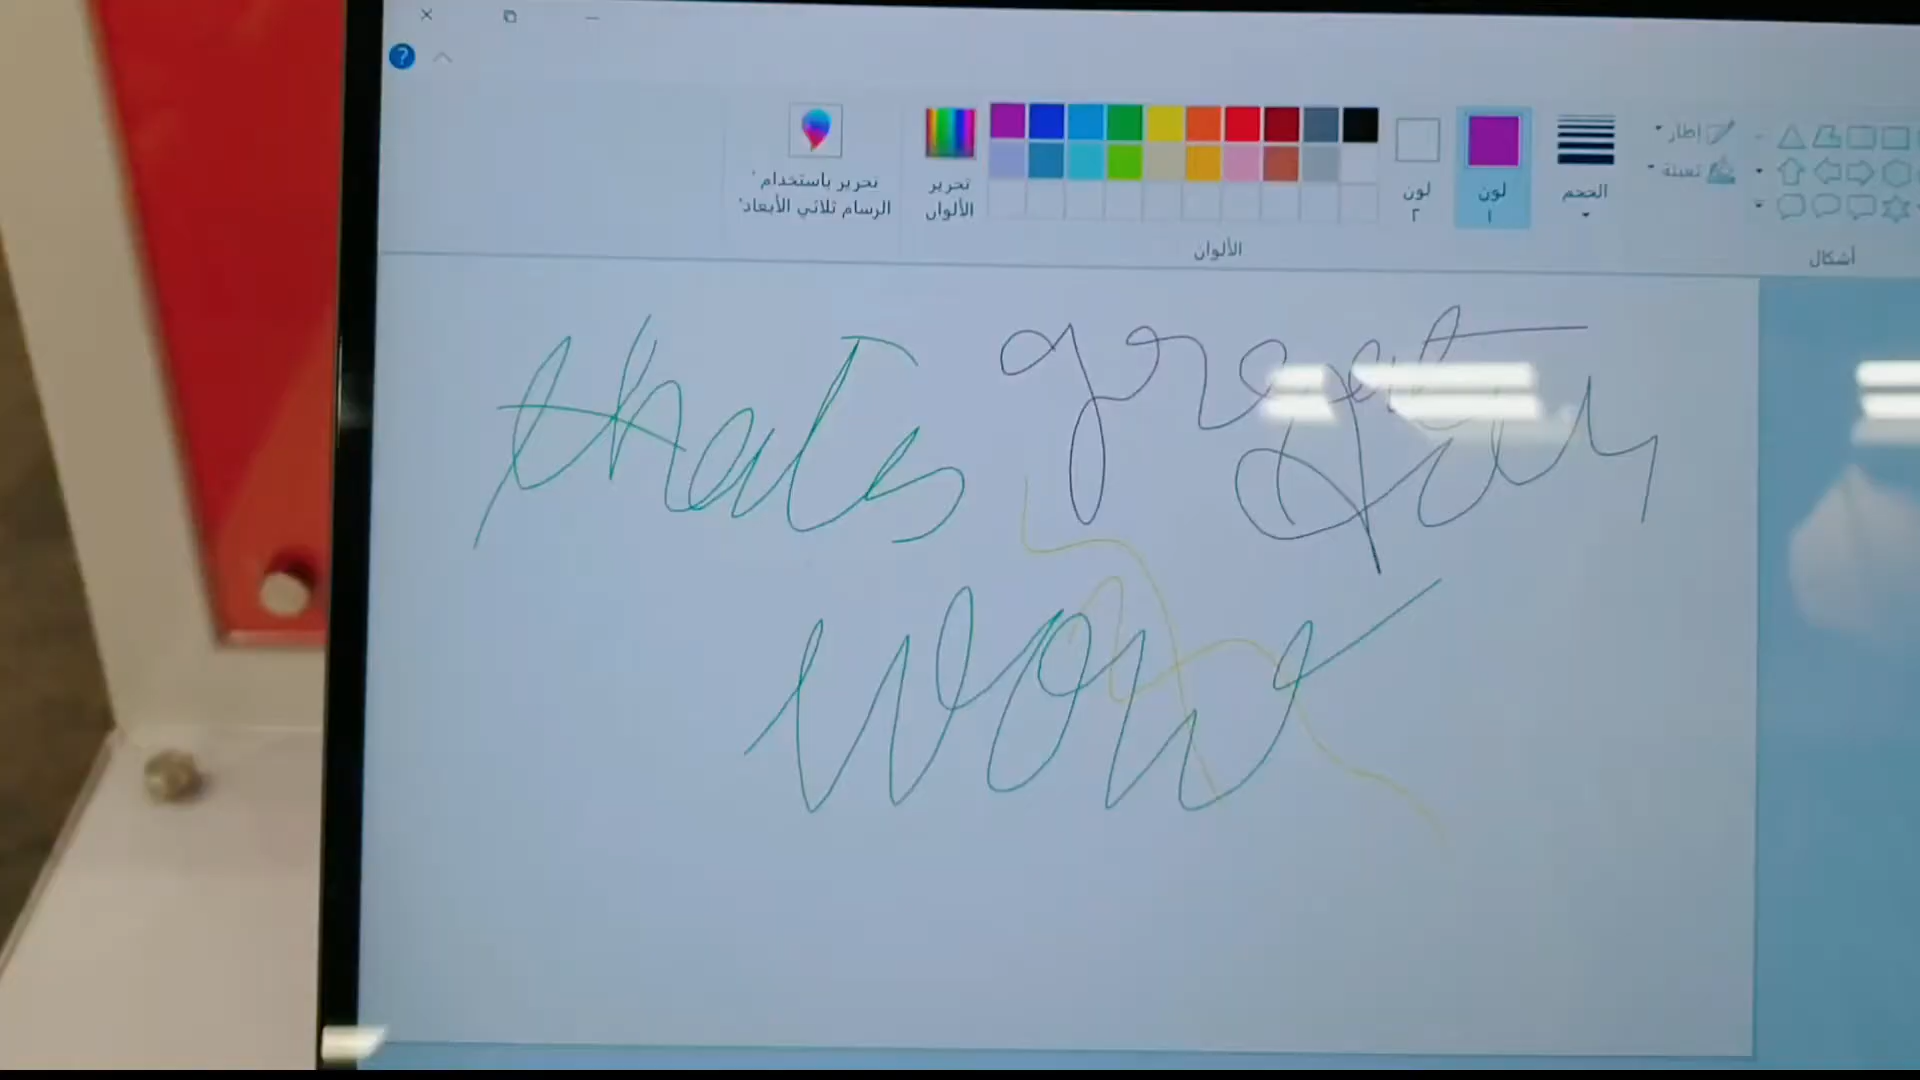 ?
إطار
تعبئة
أشكال
الحجم
لون
١
لون
٢
تحرير
الألوان
الألوان
تحرير باستخدام
الرسام ثلاثي الأبعاد
thats great
wow